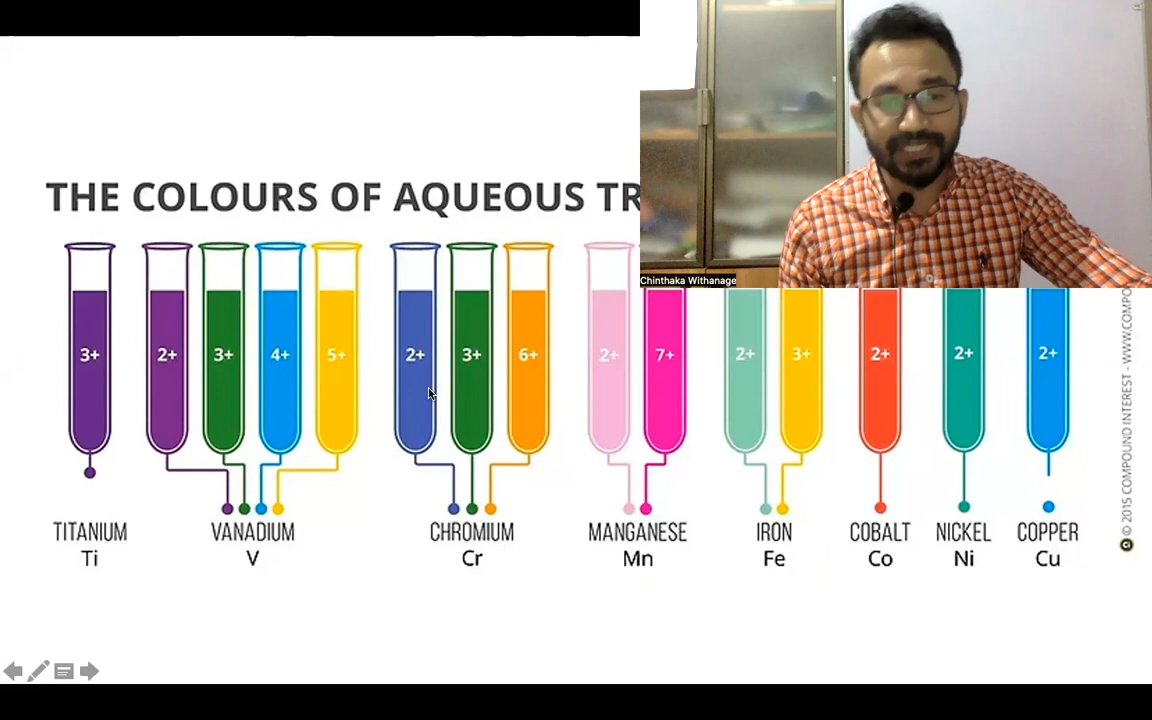 THE COLOURS OF AQUEOUS TR
Chinthaka Withanage
3+ 2+ 3+ 4+ 5+ 2+ 3+ 6+ 2+ 7+ 2+ 3+ 2+ 2+ 2+
TITANIUM VANADIUM CHROMIUM MANGANESE IRON COBALT NICKEL COPPER
Ti V Cr Mn Fe Co Ni Cu
© 2015 COMPOUND INTEREST - WWW.COMPO